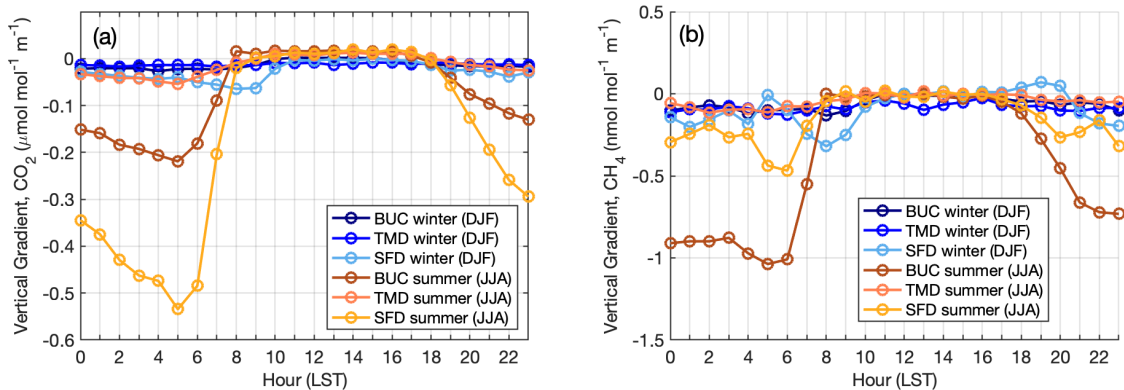 (a)
Vertical Gradient, CO2 (μmol mol-1 m-1)
0
-0.1
-0.2
-0.3
-0.4
-0.5
-0.6
BUC winter (DJF)
TMD winter (DJF)
SFD winter (DJF)
BUC summer (JJA)
TMD summer (JJA)
SFD summer (JJA)
0 2 4 6 8 10 12 14 16 18 20 22
Hour (LST)
(b)
Vertical Gradient, CH4 (nmol mol-1 m-1)
0.5
0
-0.5
-1
-1.5
BUC winter (DJF)
TMD winter (DJF)
SFD winter (DJF)
BUC summer (JJA)
TMD summer (JJA)
SFD summer (JJA)
0 2 4 6 8 10 12 14 16 18 20 22
Hour (LST)